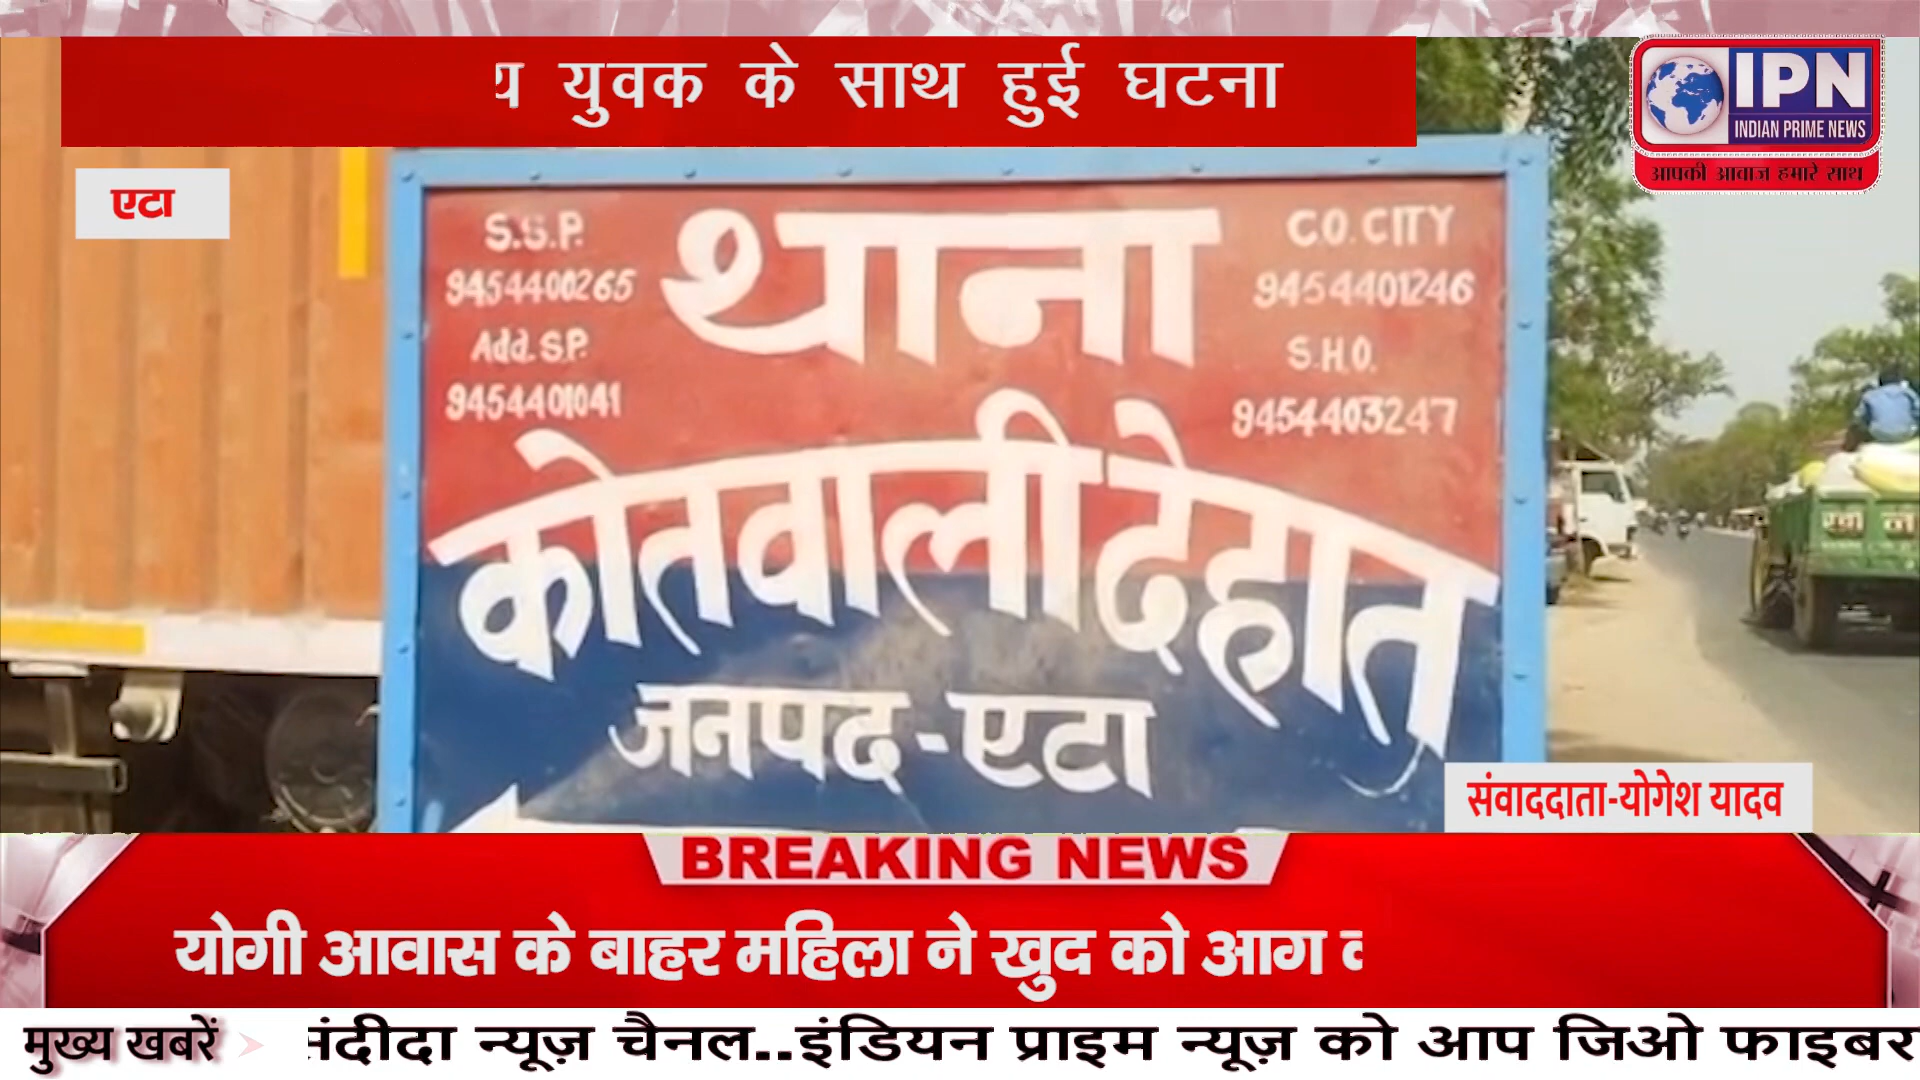 युवक के साथ हुई घटना
IPN
INDIAN PRIME NEWS
आपकी आवाज हमारे साथ
एटा
S.S.P.
9454400265
Add. S.P.
9454401041
थाना
C.O. CITY
9454401246
S.H.O.
9454403247
कोतवाली देहात
जनपद-एटा
संवाददाता-योगेश यादव
BREAKING NEWS
योगी आवास के बाहर महिला ने खुद को आग
मुख्य खबरें
न्यूज़ चैनल..इंडियन प्राइम न्यूज़ को आप जिओ फाइबर